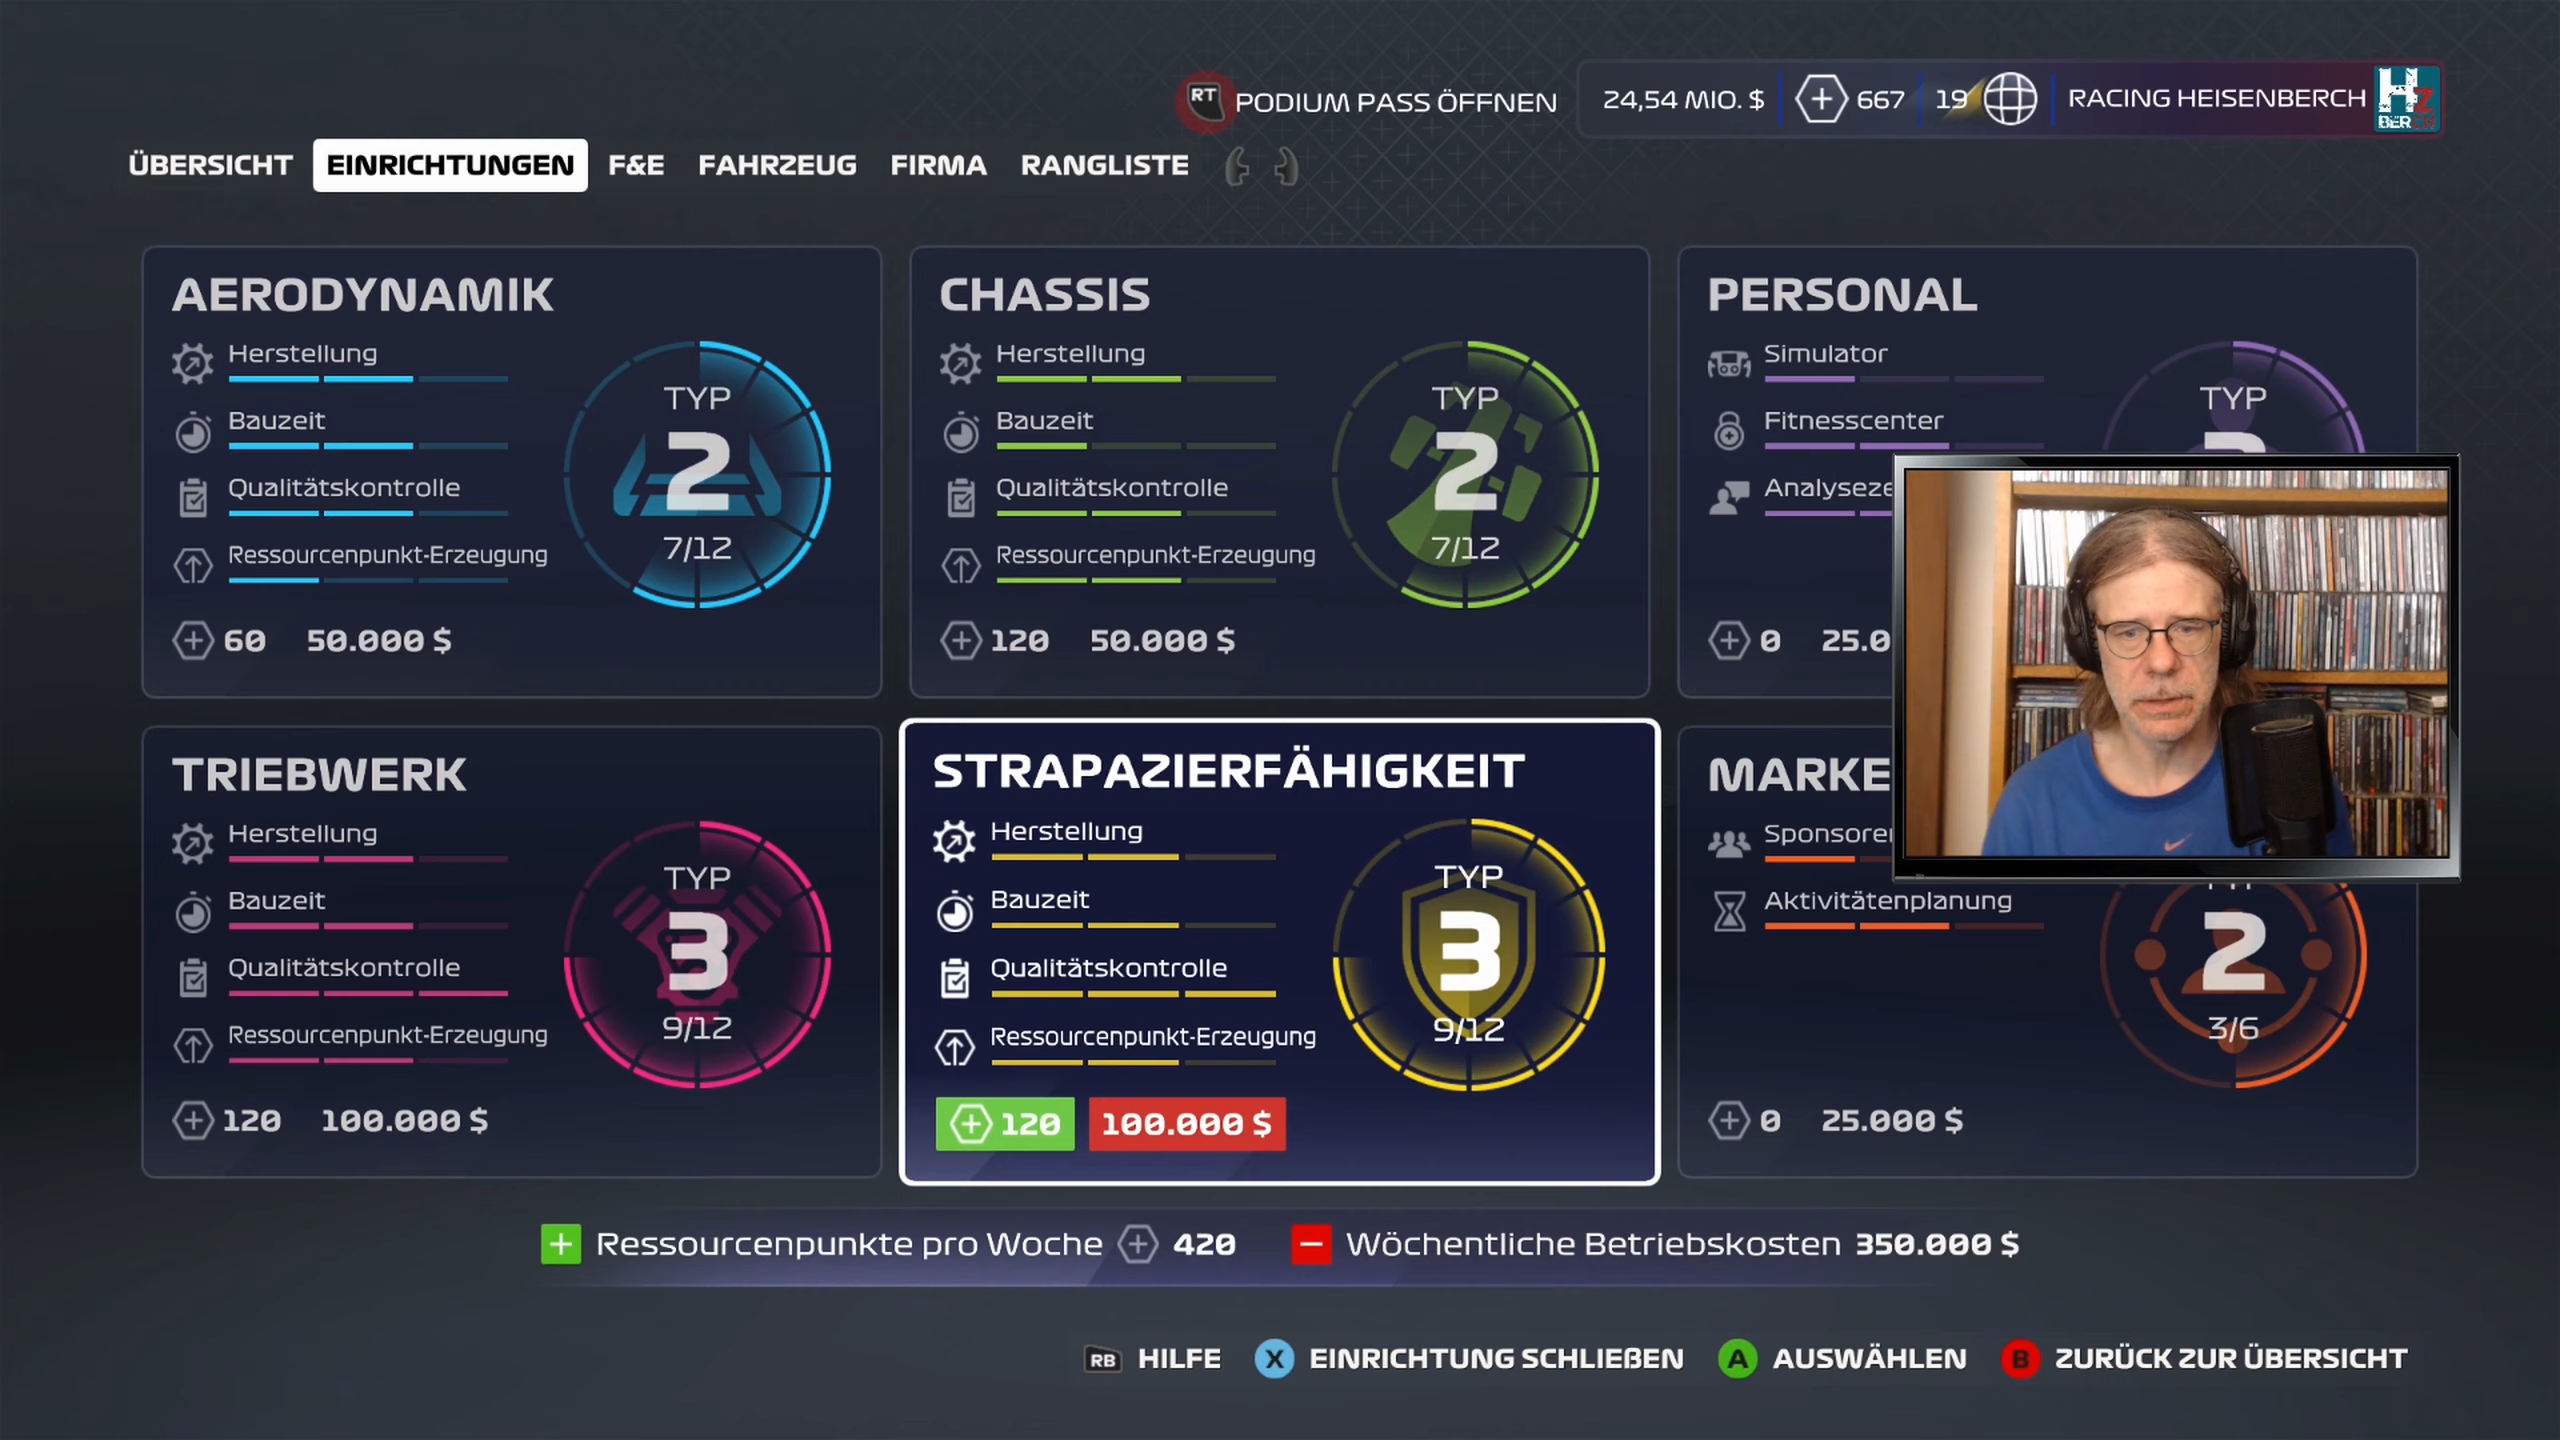 RT PODIUM PASS ÖFFNEN 24,54 MIO. $ 667 19 RACING HEISENBERCH HZ BERCH
ÜBERSICHT EINRICHTUNGEN F&E FAHRZEUG FIRMA RANGLISTE
AERODYNAMIK
Herstellung
Bauzeit
Qualitätskontrolle
Ressourcenpunkt-Erzeugung
TYP
2
7/12
60 50.000 $
CHASSIS
Herstellung
Bauzeit
Qualitätskontrolle
Ressourcenpunkt-Erzeugung
TYP
2
7/12
120 50.000 $
PERSONAL
Simulator
Fitnesscenter
TYP
0
TRIEBWERK
Herstellung
Bauzeit
Qualitätskontrolle
Ressourcenpunkt-Erzeugung
TYP
3
9/12
120 100.000 $
STRAPAZIERFÄHIGKEIT
Herstellung
Bauzeit
Qualitätskontrolle
Ressourcenpunkt-Erzeugung
TYP
3
9/12
120 100.000 $
Aktivitätenplanung
2
3/6
0 25.000 $
Ressourcenpunkte pro Woche 420 Wöchentliche Betriebskosten 350.000 $
RB HILFE X EINRICHTUNG SCHLIEẞEN A AUSWÄHLEN B ZURÜCK ZUR ÜBERSICHT